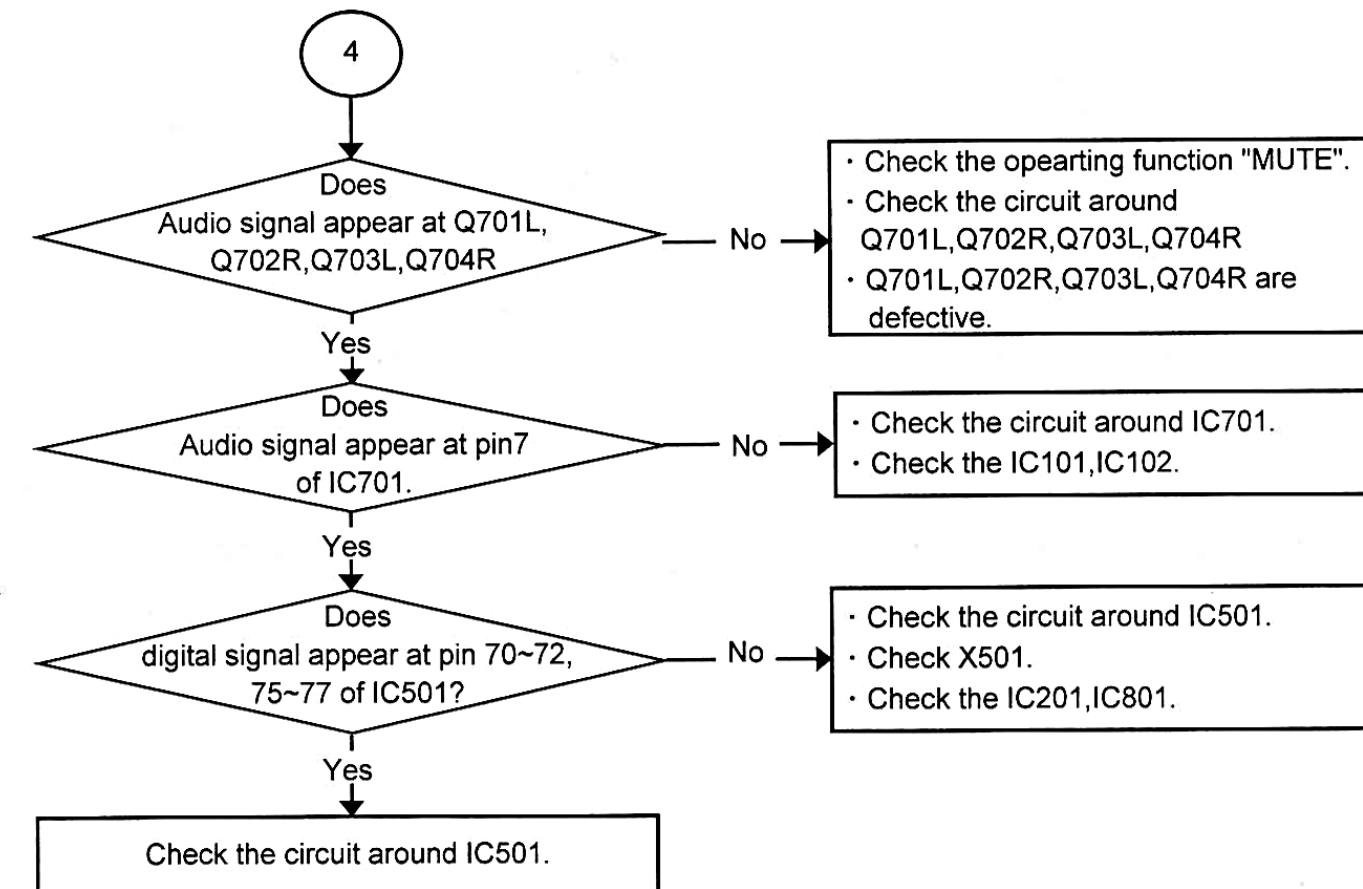 4
Does
Audio signal appear at Q701L,
Q702R,Q703L,Q704R
No
· Check the opearting function "MUTE".
· Check the circuit around
Q701L,Q702R,Q703L,Q704R
· Q701L,Q702R,Q703L,Q704R are
defective.
Yes
Does
Audio signal appear at pin7
of IC701.
No
· Check the circuit around IC701.
· Check the IC101,IC102.
Yes
Does
digital signal appear at pin 70~72,
75~77 of IC501?
No
· Check the circuit around IC501.
· Check X501.
· Check the IC201,IC801.
Yes
Check the circuit around IC501.